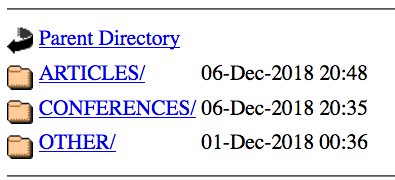 Parent Directory
ARTICLES/ 06-Dec-2018 20:48
CONFERENCES/ 06-Dec-2018 20:35
OTHER/ 01-Dec-2018 00:36